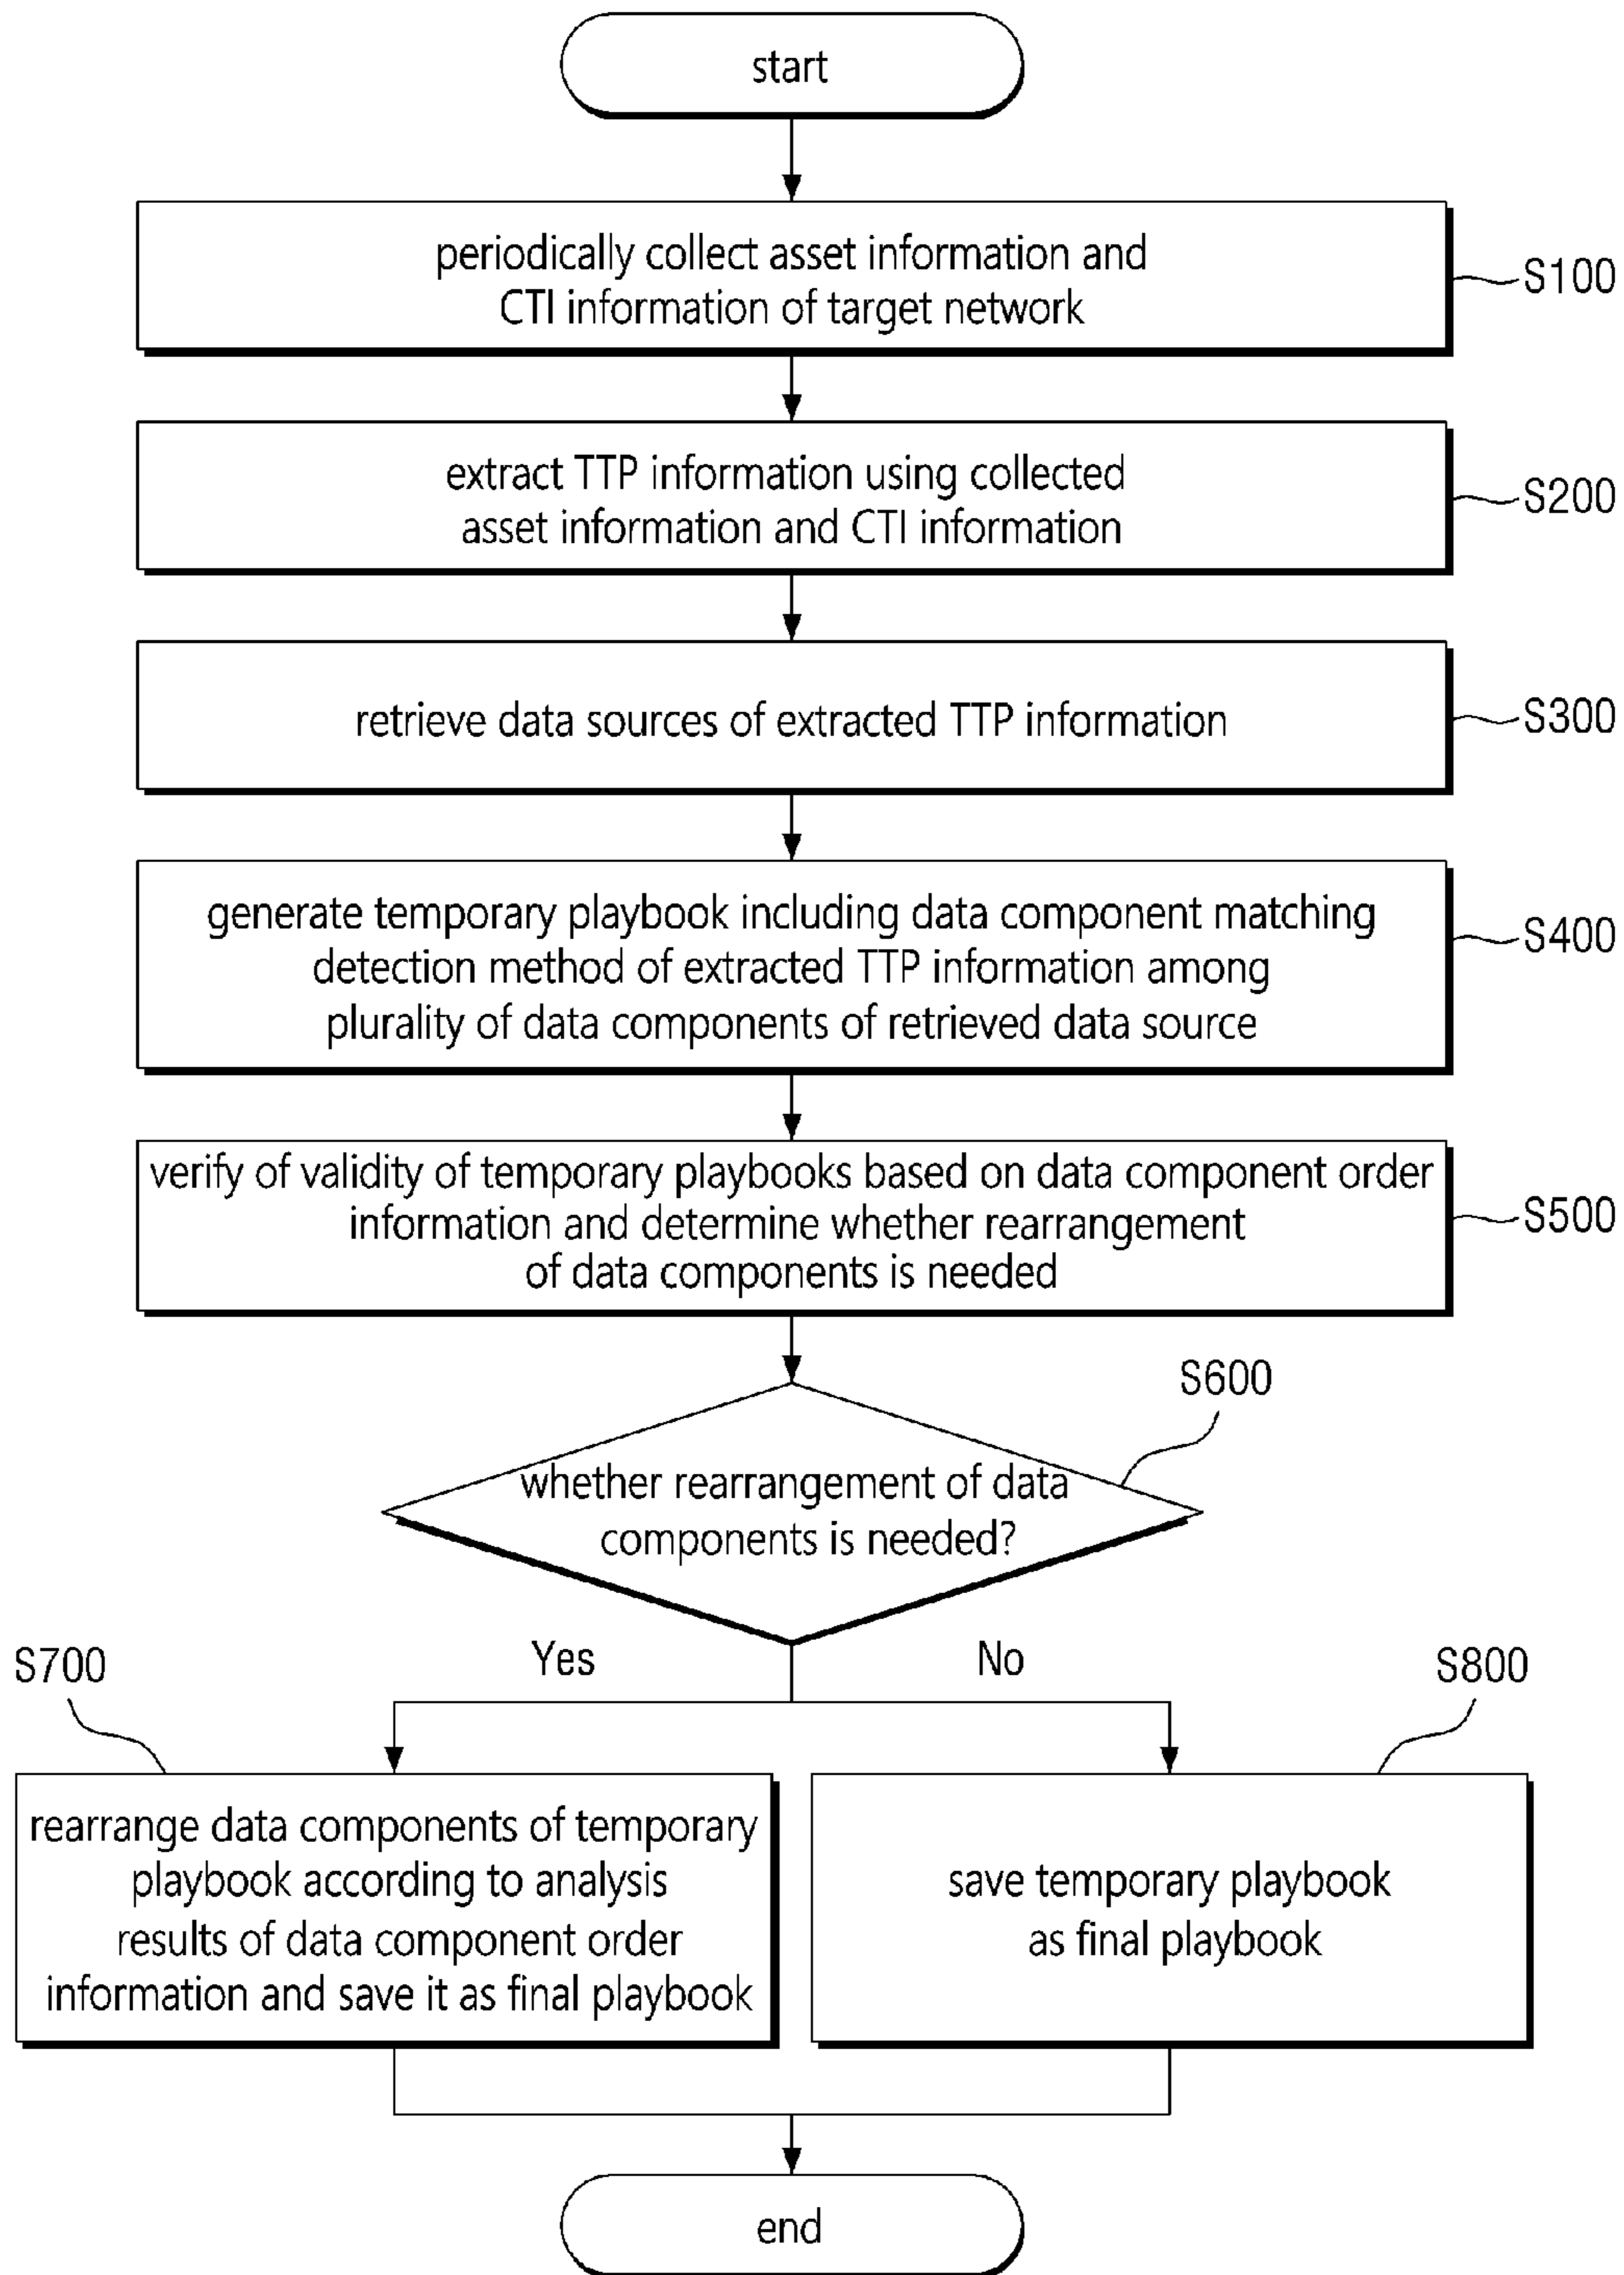 start
periodically collect asset information and
CTI information of target network
S100
extract TTP information using collected
asset information and CTI information
S200
retrieve data sources of extracted TTP information
S300
generate temporary playbook including data component matching
detection method of extracted TTP information among
plurality of data components of retrieved data source
S400
verify of validity of temporary playbooks based on data component order
information and determine whether rearrangement
of data components is needed
S500
S600
whether rearrangement of data
components is needed?
Yes
No
S700
S800
rearrange data components of temporary
playbook according to analysis
results of data component order
information and save it as final playbook
save temporary playbook
as final playbook
end